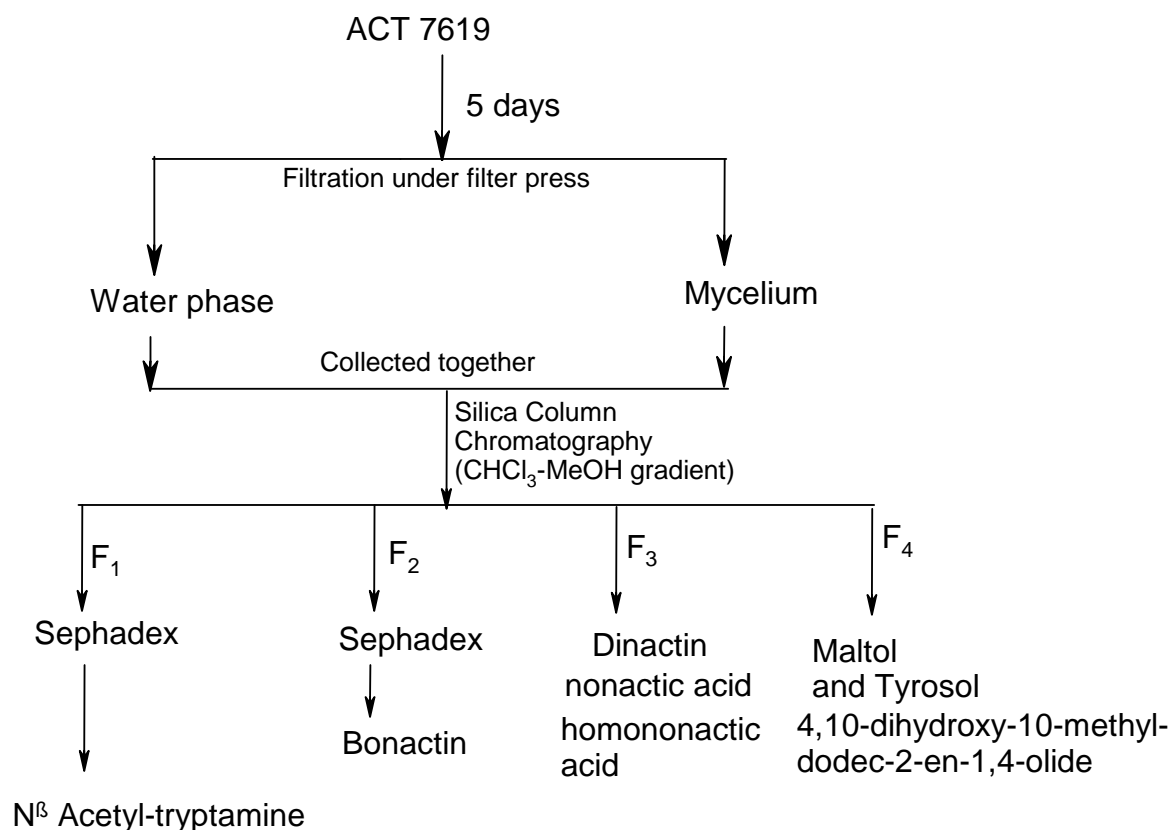 ACT 7619
5 days
Filtration under filter press
Water phase
Mycelium
Collected together
Silica Column
Chromatography
(CHCl₃-MeOH gradient)
F₁
F₂
F₃
F₄
Sephadex
Sephadex
Dinactin
nonactic acid
homononactic
acid
Maltol
and Tyrosol
4,10-dihydroxy-10-methyl-
dodec-2-en-1,4-olide
Bonactin
Nᵝ Acetyl-tryptamine